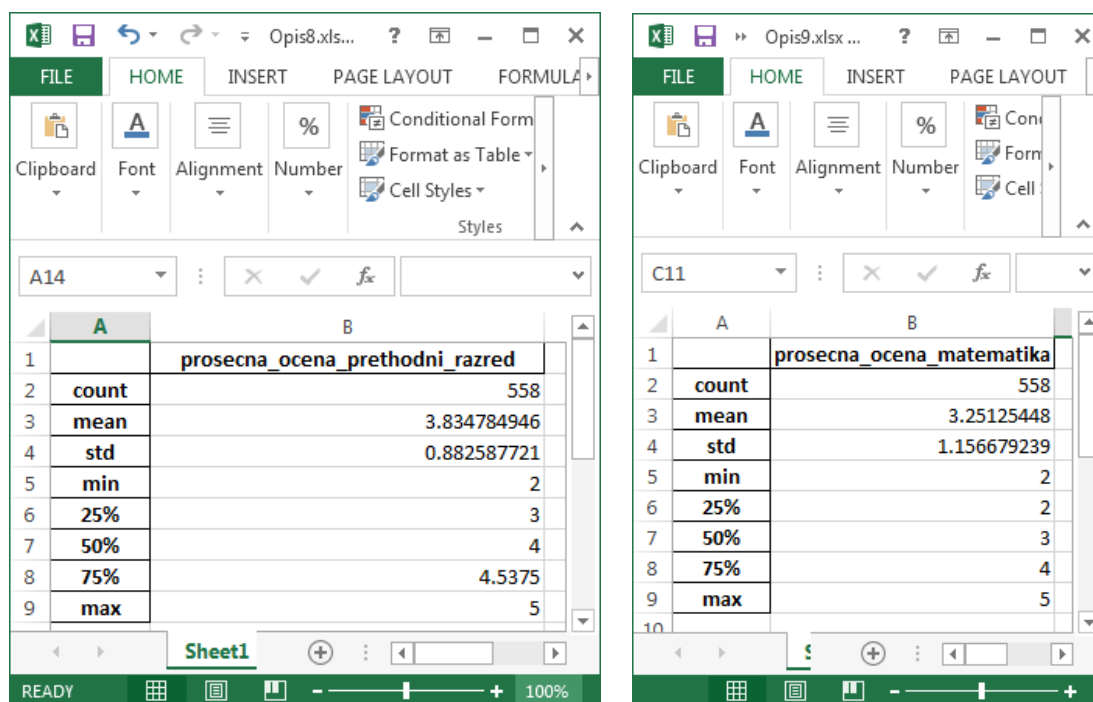 Opis8.xls... ?
FILE HOME INSERT PAGE LAYOUT FORMULA
Clipboard Font Alignment Number
%
Conditional Form
Format as Table
Cell Styles
Styles
A14 fx
A B
1 prosecna_ocena_prethodni_razred
2 count 558
3 mean 3.834784946
4 std 0.882587721
5 min 2
6 25% 3
7 50% 4
8 75% 4.5375
9 max 5
Sheet1
READY 100%
Opis9.xlsx ... ?
FILE HOME INSERT PAGE LAYOUT
Clipboard Font Alignment Number
%
Con
Form
Cell
C11 fx
A B
1 prosecna_ocena_matematika
2 count 558
3 mean 3.25125448
4 std 1.156679239
5 min 2
6 25% 2
7 50% 3
8 75% 4
9 max 5
10